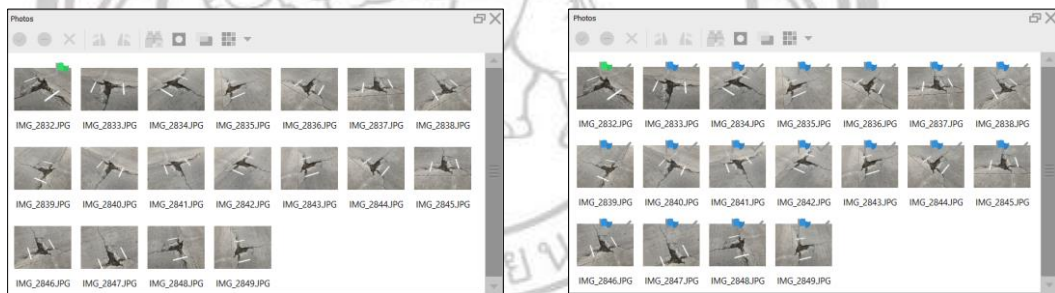 Photos
IMG_2832.JPG IMG_2833.JPG IMG_2834.JPG IMG_2835.JPG IMG_2836.JPG IMG_2837.JPG IMG_2838.JPG
IMG_2839.JPG IMG_2840.JPG IMG_2841.JPG IMG_2842.JPG IMG_2843.JPG IMG_2844.JPG IMG_2845.JPG
IMG_2846.JPG IMG_2847.JPG IMG_2848.JPG IMG_2849.JPG
Photos
IMG_2832.JPG IMG_2833.JPG IMG_2834.JPG IMG_2835.JPG IMG_2836.JPG IMG_2837.JPG IMG_2838.JPG
IMG_2839.JPG IMG_2840.JPG IMG_2841.JPG IMG_2842.JPG IMG_2843.JPG IMG_2844.JPG IMG_2845.JPG
IMG_2846.JPG IMG_2847.JPG IMG_2848.JPG IMG_2849.JPG